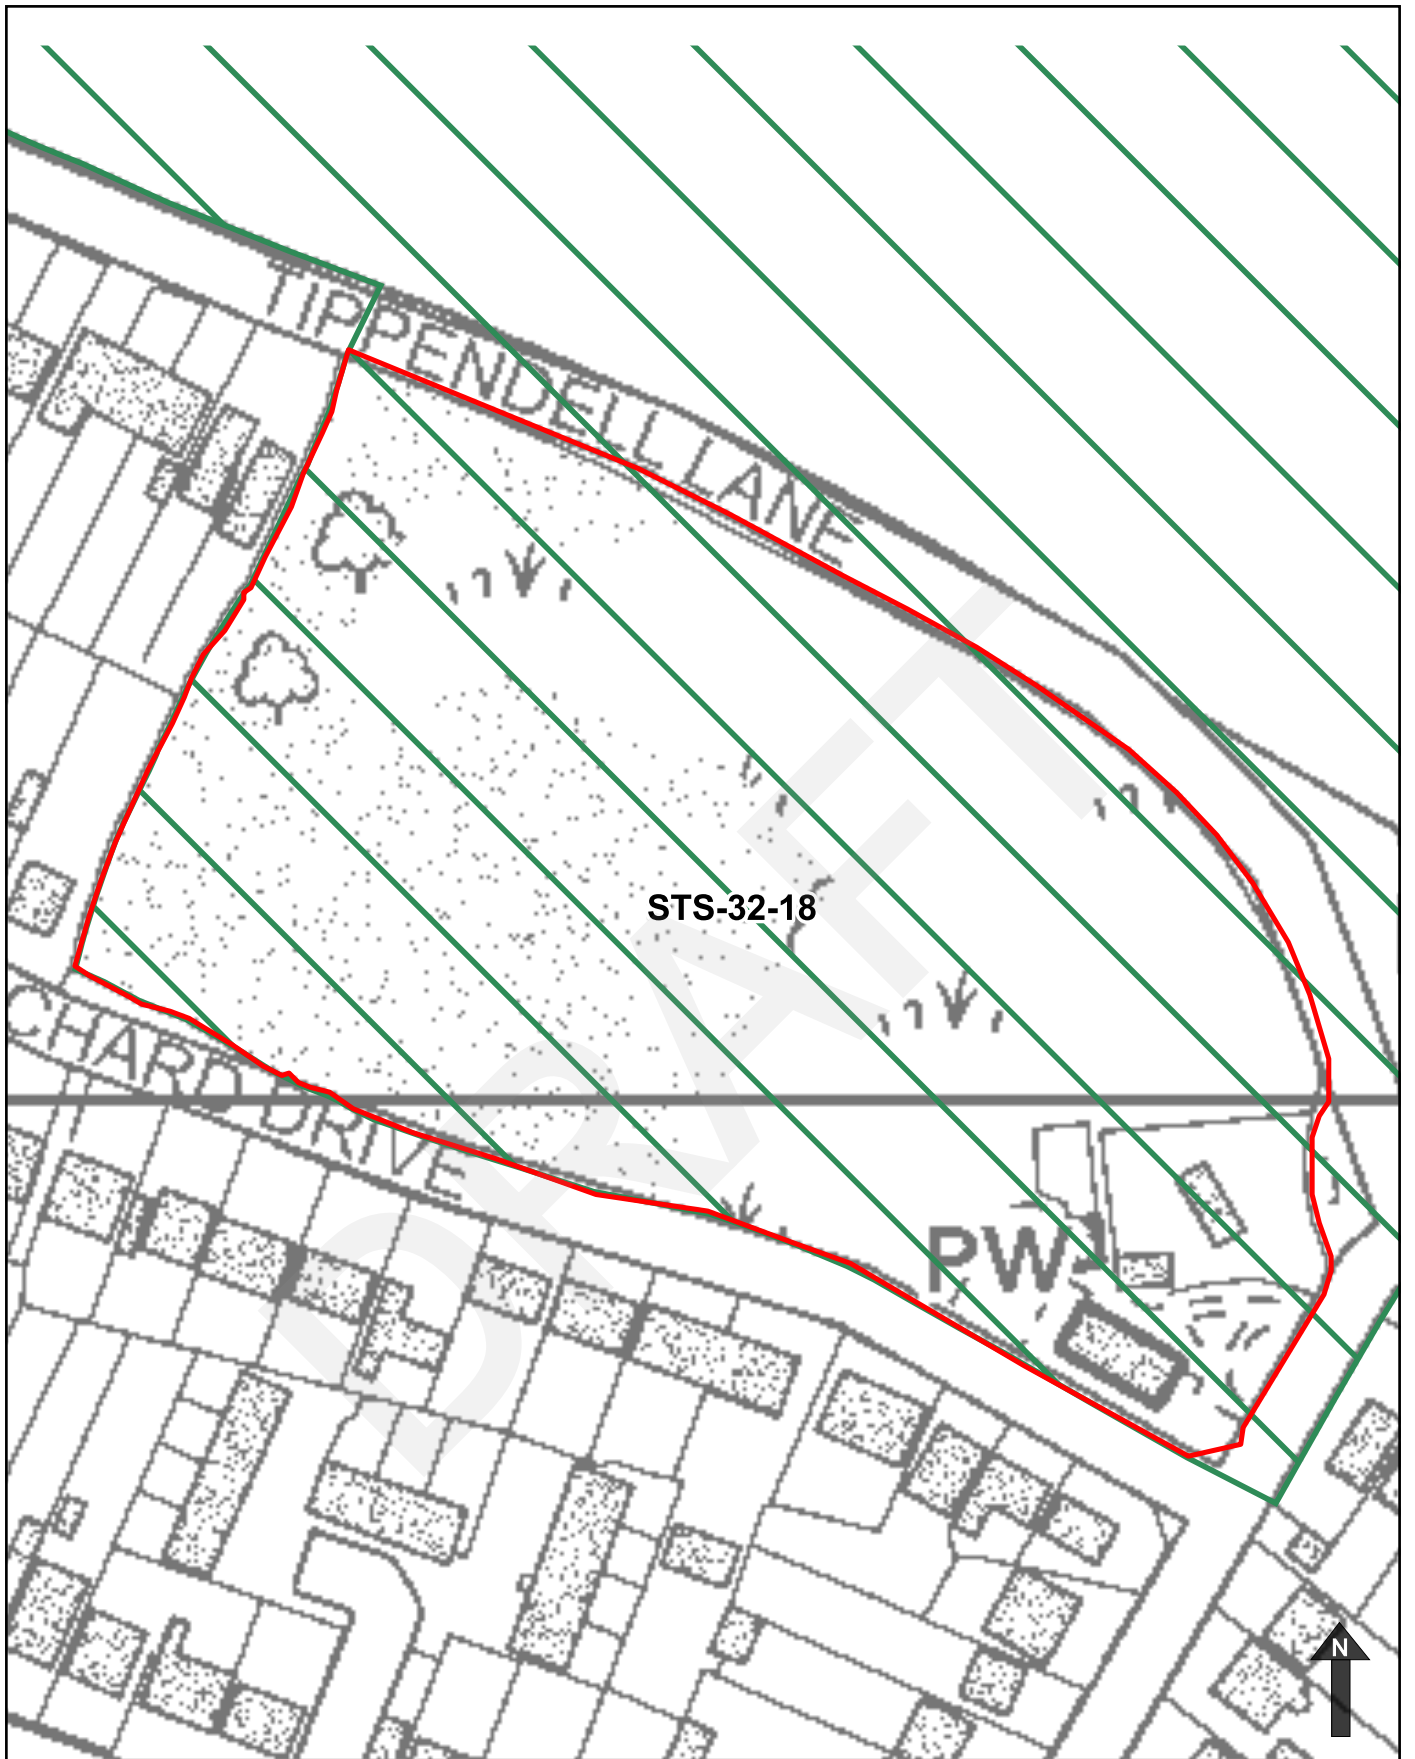 TIPPENDELL LANE
STS-32-18
CHARD DRIVE
PW
DRAFT
N